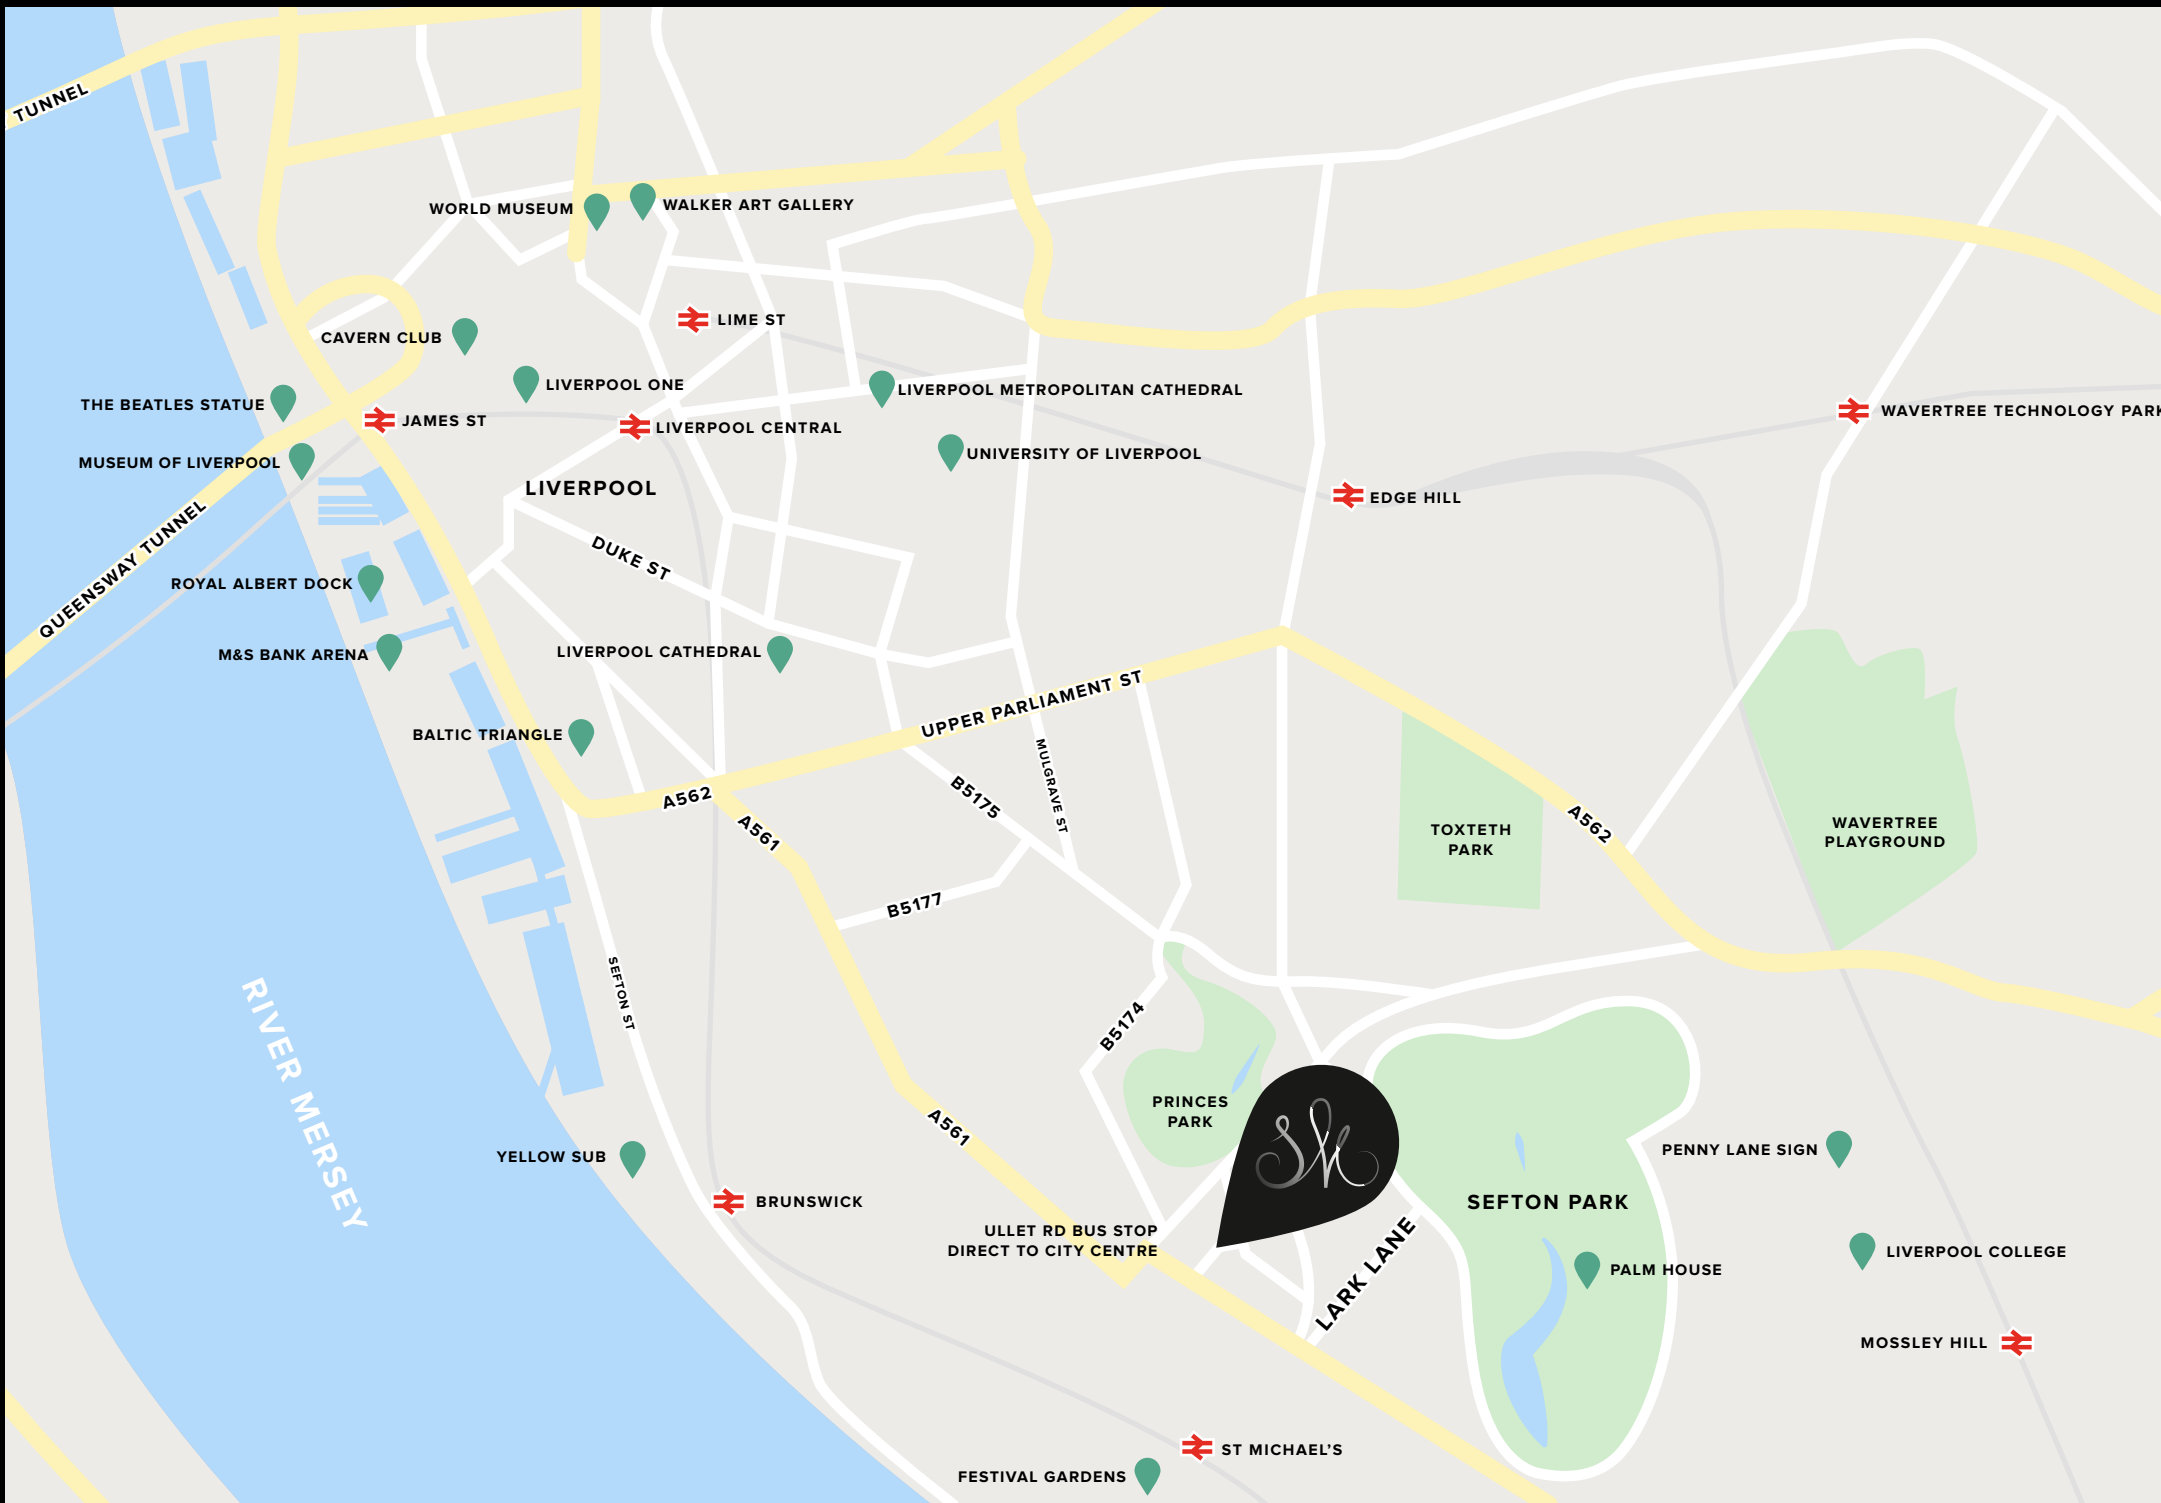 TUNNEL
WORLD MUSEUM
WALKER ART GALLERY
LIME ST
CAVERN CLUB
LIVERPOOL ONE
LIVERPOOL METROPOLITAN CATHEDRAL
THE BEATLES STATUE
JAMES ST
LIVERPOOL CENTRAL
WAVERTREE TECHNOLOGY PARK
MUSEUM OF LIVERPOOL
UNIVERSITY OF LIVERPOOL
LIVERPOOL
EDGE HILL
QUEENSWAY TUNNEL
DUKE ST
ROYAL ALBERT DOCK
M&S BANK ARENA
LIVERPOOL CATHEDRAL
UPPER PARLIAMENT ST
BALTIC TRIANGLE
MULGRAVE ST
A562
B5175
A561
A562
TOXTETH
PARK
WAVERTREE
PLAYGROUND
B5177
SEFTON ST
RIVER MERSEY
B5174
PRINCES
PARK
A561
SM
YELLOW SUB
PENNY LANE SIGN
BRUNSWICK
SEFTON PARK
ULLET RD BUS STOP
DIRECT TO CITY CENTRE
LARK LANE
PALM HOUSE
LIVERPOOL COLLEGE
MOSSLEY HILL
ST MICHAEL'S
FESTIVAL GARDENS